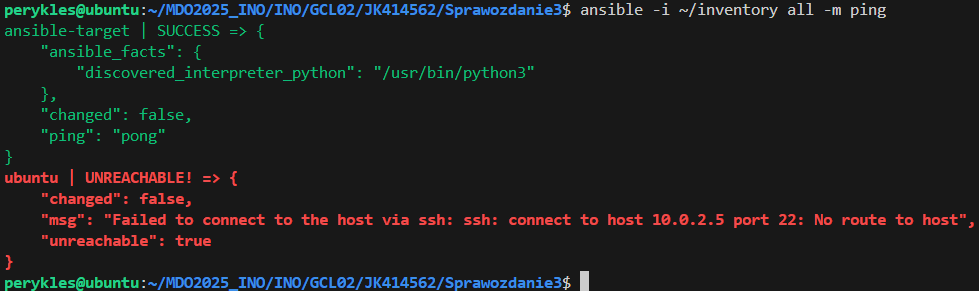 perykles@ubuntu:~/MDO2025_INO/INO/GCL02/JK414562/Sprawozdanie3$ ansible -i ~/inventory all -m ping
ansible-target | SUCCESS => {
    "ansible_facts": {
        "discovered_interpreter_python": "/usr/bin/python3"
    },
    "changed": false,
    "ping": "pong"
}
ubuntu | UNREACHABLE! => {
    "changed": false,
    "msg": "Failed to connect to the host via ssh: ssh: connect to host 10.0.2.5 port 22: No route to host",
    "unreachable": true
}
perykles@ubuntu:~/MDO2025_INO/INO/GCL02/JK414562/Sprawozdanie3$